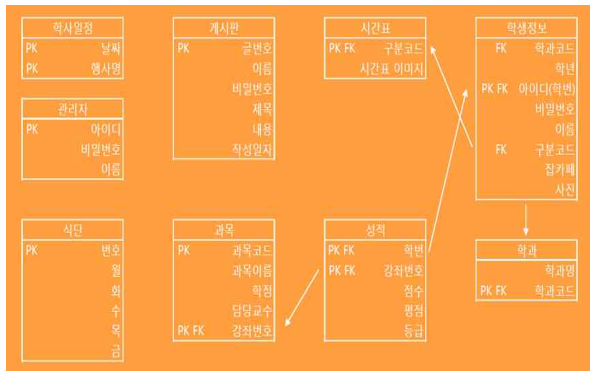 학사일정
PK 날짜
PK 행사명
관리자
PK 아이디
비밀번호
이름
게시판
PK 글번호
이름
비밀번호
제목
내용
작성일자
시간표
PK FK 구분코드
시간표 이미지
학생정보
FK 학과코드
학년
PK FK 아이디(학번)
비밀번호
이름
FK 구분코드
잡카페
사진
식단
PK 번호
월
화
수
목
금
과목
PK 과목코드
과목이름
학점
담당교수
PK FK 강좌번호
성적
PK FK 학번
PK FK 강좌번호
점수
평점
등급
학과
학과명
PK FK 학과코드